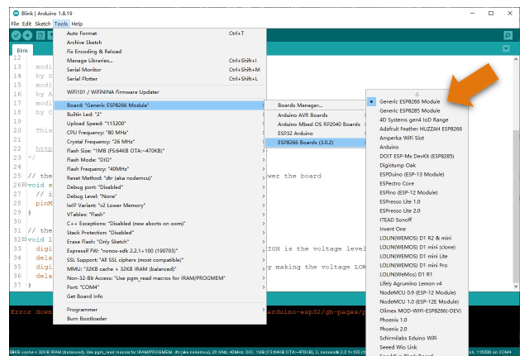 Blink | Arduino 1.8.19
File Edit Sketch Tools Help
Auto Format Ctrl+T
Archive Sketch
Fix Encoding & Reload
Manage Libraries... Ctrl+Shift+I
Serial Monitor Ctrl+Shift+M
Serial Plotter Ctrl+Shift+L
WiFi101 / WiFiNINA Firmware Updater
Board: "Generic ESP8266 Module"
Builtin Led: "2"
Upload Speed: "115200"
CPU Frequency: "80 MHz"
Crystal Frequency: "26 MHz"
Flash Size: "1MB (FS:64KB OTA:~470KB)"
Flash Mode: "DIO"
Flash Frequency: "40MHz"
Reset Method: "dtr (aka nodemcu)"
Debug port: "Disabled"
Debug Level: "None"
lwIP Variant: "v2 Lower Memory"
VTables: "Flash"
C++ Exceptions: "Disabled (new aborts on oom)"
Stack Protection: "Disabled"
Erase Flash: "Only Sketch"
Espressif FW: "nonos-sdk 2.2.1+100 (190703)"
SSL Support: "All SSL ciphers (most compatible)"
MMU: "32KB cache + 32KB IRAM (balanced)"
Non-32-Bit Access: "Use pgm_read macros for IRAM/PROGMEM"
Port: "COM4"
Get Board Info
Programmer
Burn Bootloader
Boards Manager...
Arduino AVR Boards
Arduino Mbed OS RP2040 Boards
ESP32 Arduino
ESP8266 Boards (3.0.2)
Generic ESP8266 Module
Generic ESP8285 Module
4D Systems gen4 IoD Range
Adafruit Feather HUZZAH ESP8266
Amperka WiFi Slot
Arduino
DOIT ESP-Mx DevKit (ESP8285)
Digistump Oak
ESPDuino (ESP-13 Module)
ESPectro Core
ESPino (ESP-12 Module)
ESPresso Lite 1.0
ESPresso Lite 2.0
ITEAD Sonoff
Invent One
LOLIN(WEMOS) D1 R2 & mini
LOLIN(WEMOS) D1 mini (clone)
LOLIN(WEMOS) D1 mini Lite
LOLIN(WEMOS) D1 mini Pro
LOLIN(WeMos) D1 R1
Lifely Agrumino Lemon v4
NodeMCU 0.9 (ESP-12 Module)
NodeMCU 1.0 (ESP-12E Module)
Olimex MOD-WIFI-ESP8266(-DEV)
Phoenix 1.0
Phoenix 2.0
Schirmilabs Eduino WiFi
Seeed Wio Link
Blink
12
13 modi
14 by S
15 modi
16 by A
17 modi
18 by C
19
20 This
21
22 http
23 */
24
25 // the wer the board
26 void s
27 // i
28 pinM
29 }
30
31 // the
32 void l
33 digi IGH is the voltage level
34 dela
35 digi y making the voltage LOW
36 dela
37 }
Error down arduino-esp32/gh-pages/p